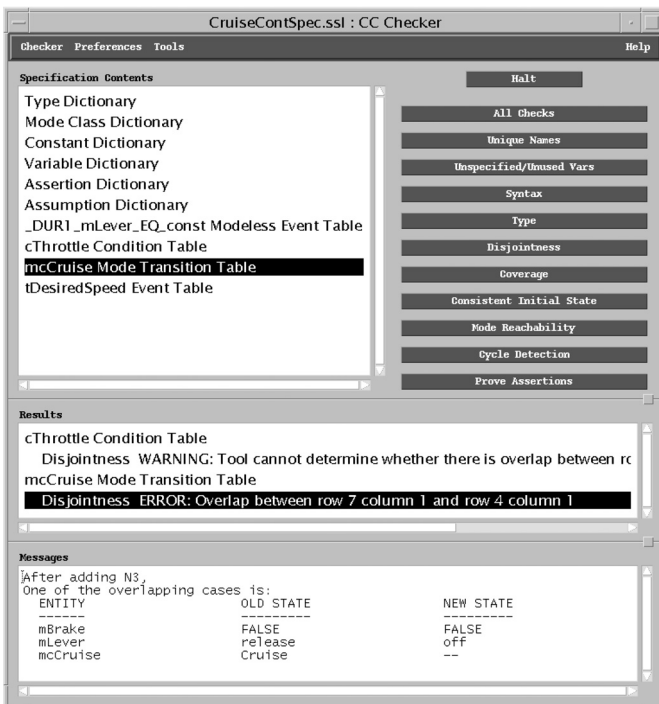 CruiseContSpec.ssl : CC Checker
Checker Preferences Tools Help
Specification Contents
Type Dictionary
Mode Class Dictionary
Constant Dictionary
Variable Dictionary
Assertion Dictionary
Assumption Dictionary
_DUR1_mLever_EQ_const Modeless Event Table
cThrottle Condition Table
mcCruise Mode Transition Table
tDesiredSpeed Event Table
Halt
All Checks
Unique Names
Unspecified/Unused Vars
Syntax
Type
Disjointness
Coverage
Consistent Initial State
Mode Reachability
Cycle Detection
Prove Assertions
Results
cThrottle Condition Table
Disjointness WARNING: Tool cannot determine whether there is overlap between ro
mcCruise Mode Transition Table
Disjointness ERROR: Overlap between row 7 column 1 and row 4 column 1
Messages
After adding N3,
One of the overlapping cases is:
ENTITY OLD STATE NEW STATE
------ --------- ---------
mBrake FALSE FALSE
mLever release off
mcCruise Cruise --